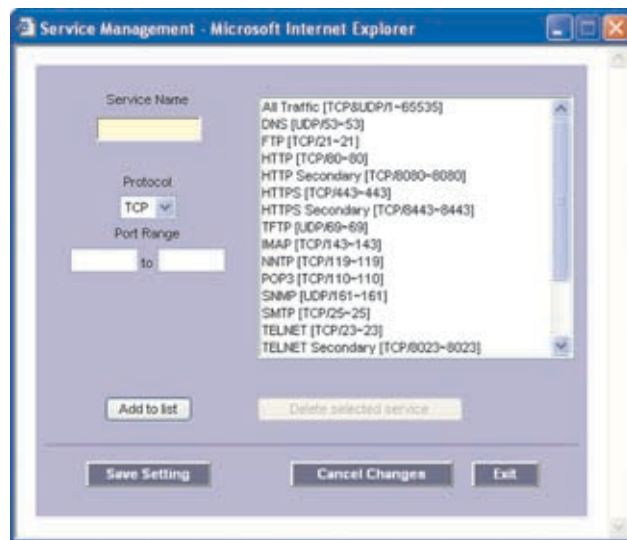 Service Management - Microsoft Internet Explorer
Service Name
Protocol
TCP
Port Range
to
All Traffic [TCP&UDP/1~65535]
DNS [UDP/53~53]
FTP [TCP/21~21]
HTTP [TCP/80~80]
HTTP Secondary [TCP/8080~8080]
HTTPS [TCP/443~443]
HTTPS Secondary [TCP/8443~8443]
TFTP [UDP/69~69]
IMAP [TCP/143~143]
NNTP [TCP/119~119]
POP3 [TCP/110~110]
SNMP [UDP/161~161]
SMTP [TCP/25~25]
TELNET [TCP/23~23]
TELNET Secondary [TCP/8023~8023]
Add to list
Delete selected service
Save Setting
Cancel Changes
Exit